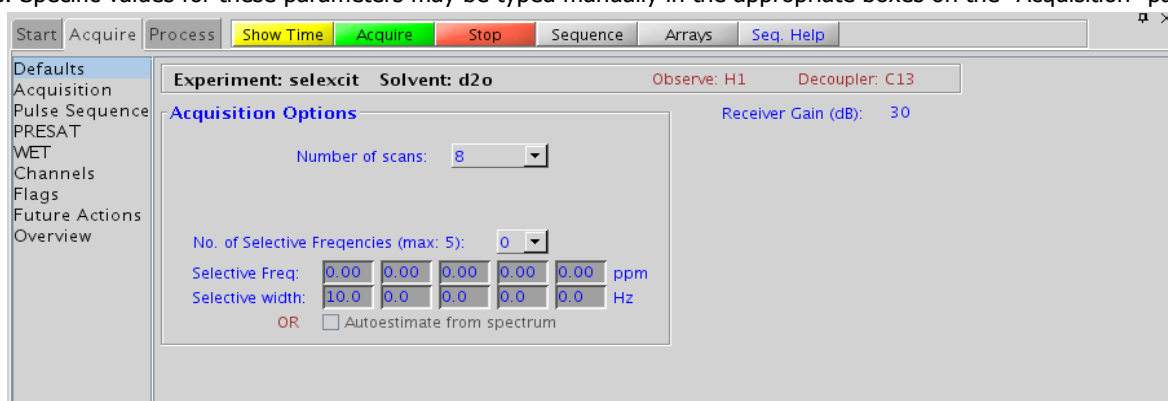 Specific values for these parameters may be typed manually in the appropriate boxes on the "Acquisition" pa
Start Acquire Process Show Time Acquire Stop Sequence Arrays Seq. Help
Defaults
Acquisition
Pulse Sequence
PRESAT
WET
Channels
Flags
Future Actions
Overview
Experiment: selexcit Solvent: d2o Observe: H1 Decoupler: C13
Acquisition Options
Receiver Gain (dB): 30
Number of scans: 8
No. of Selective Freqencies (max: 5): 0
Selective Freq: 0.00 0.00 0.00 0.00 0.00 ppm
Selective width: 10.0 0.0 0.0 0.0 0.0 Hz
OR Autoestimate from spectrum